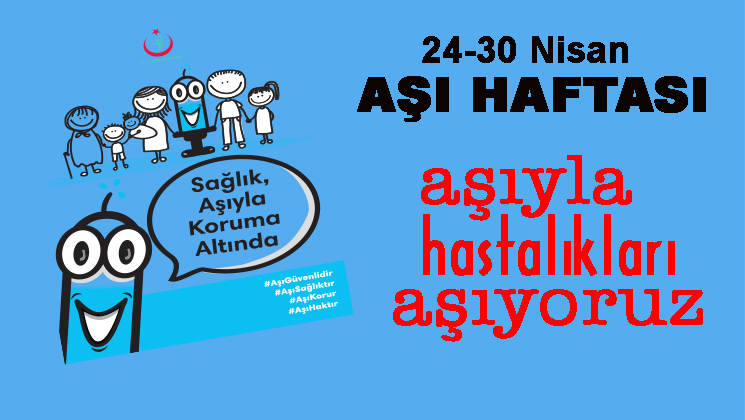 24-30 Nisan
AŞI HAFTASI
Sağlık,
Aşıyla
Koruma
Altında
#AşıGüvenlidir
#AşıSağlıktır
#AşıKorur
#AşıHaktır
aşıyla
hastalıkları
aşıyoruz